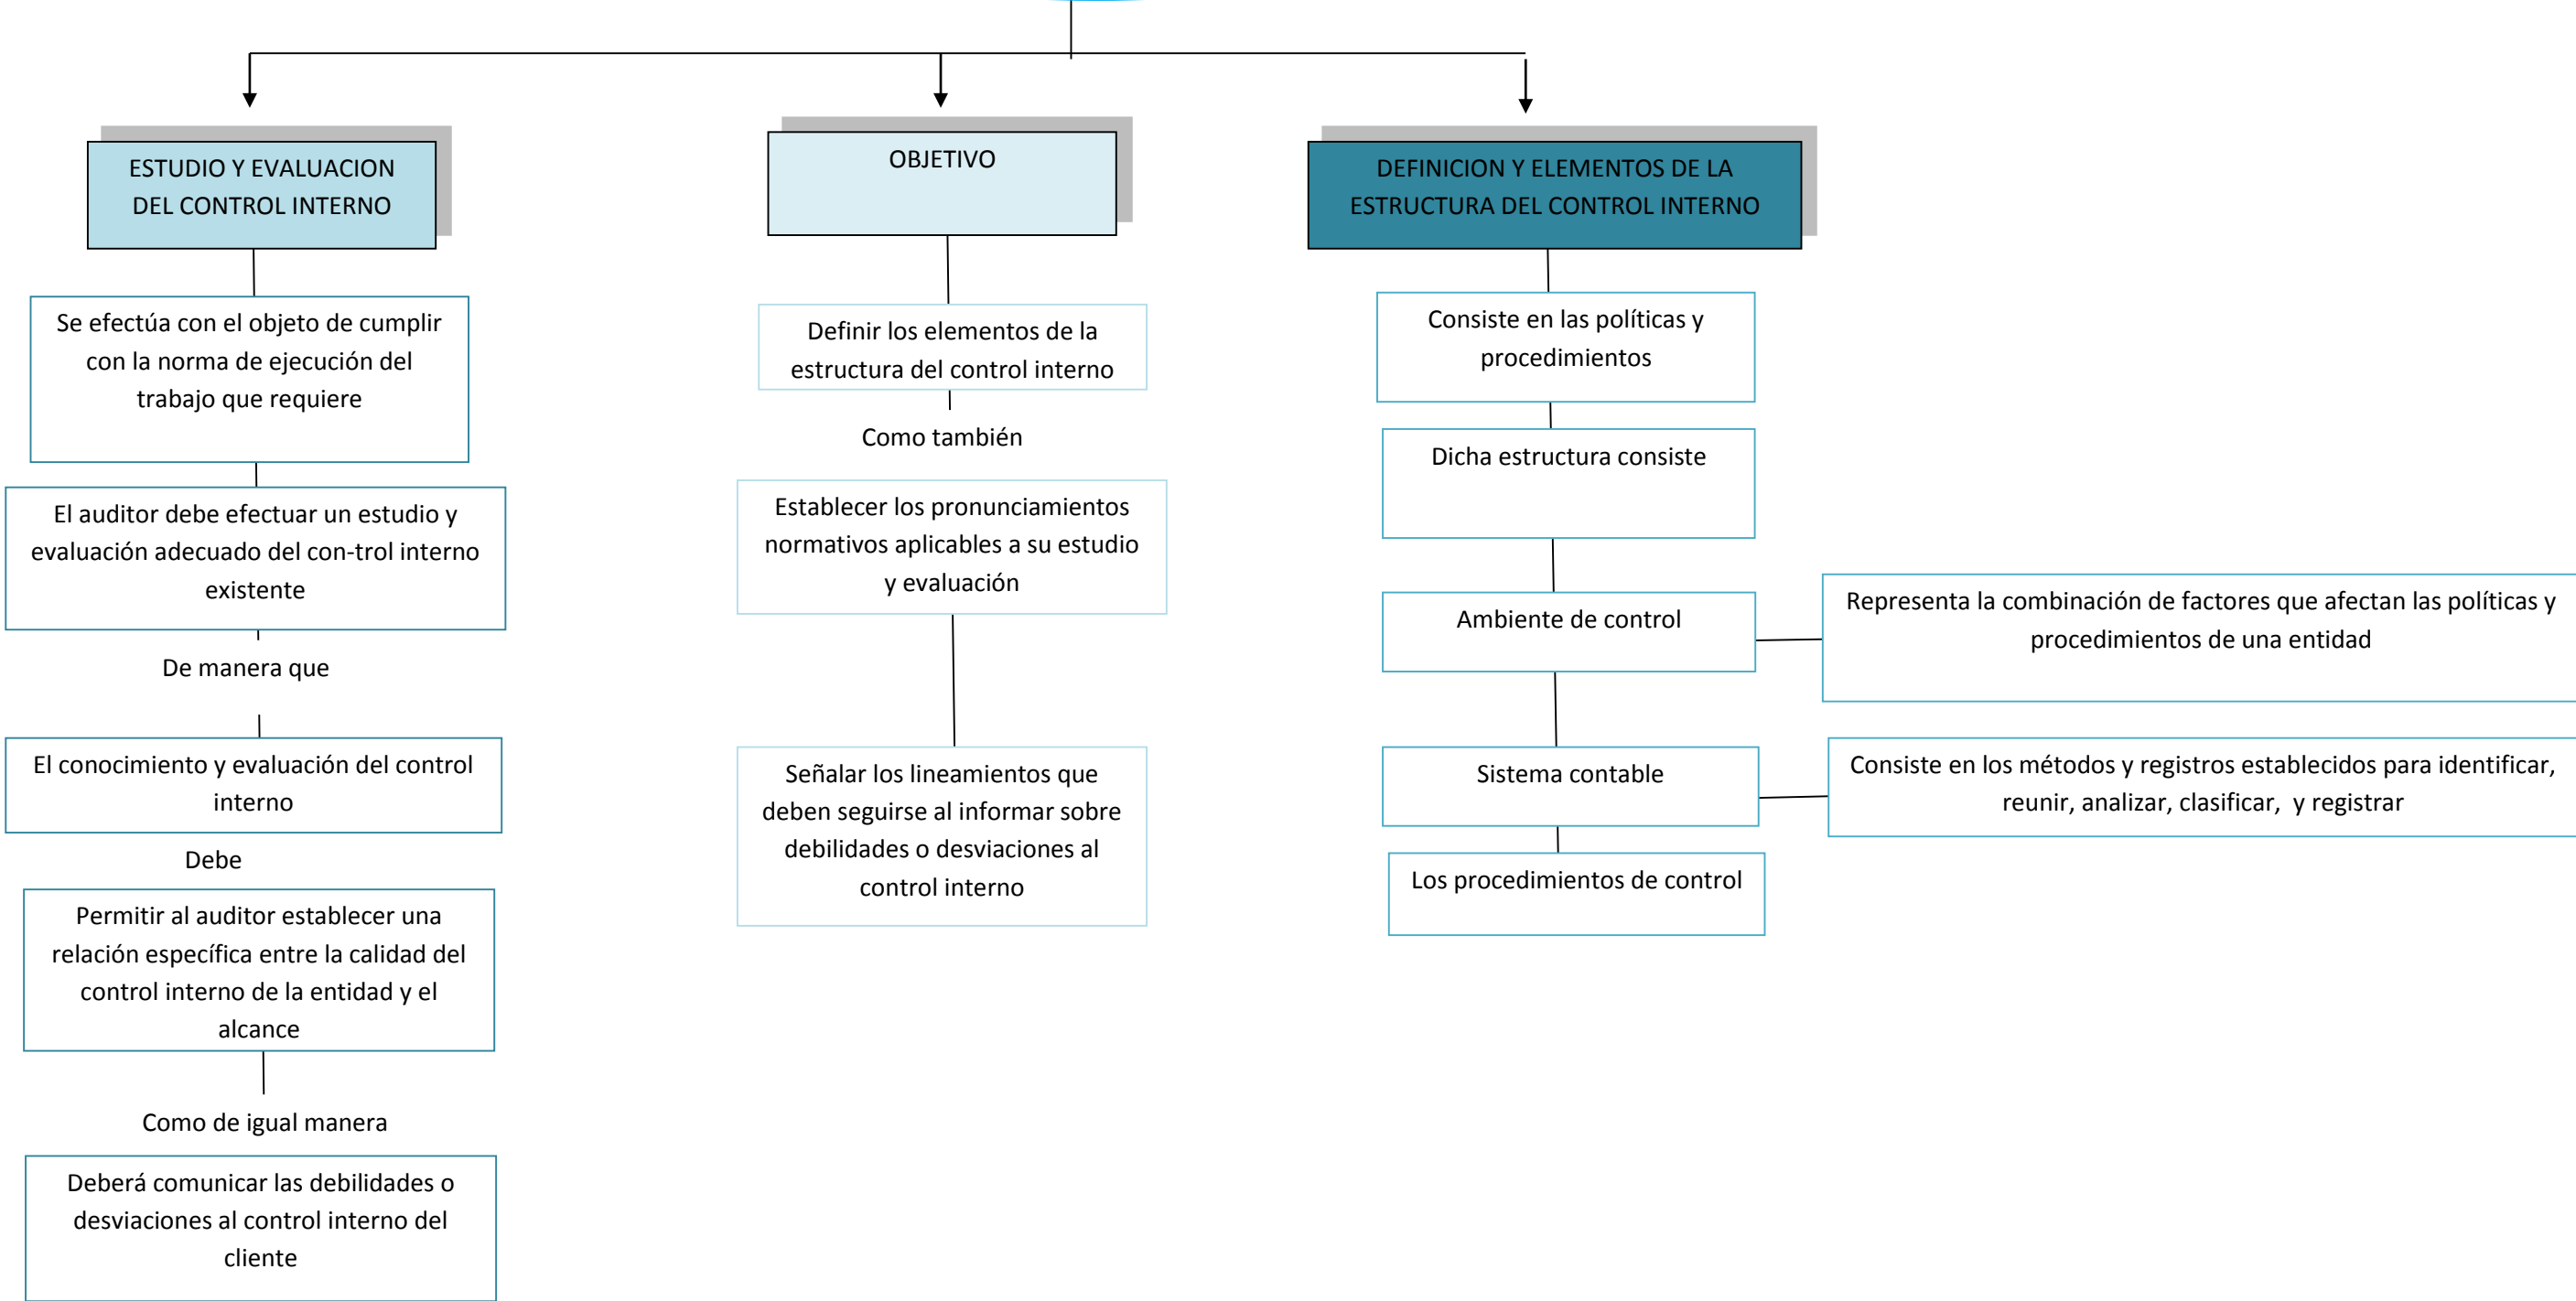 ESTUDIO Y EVALUACION
DEL CONTROL INTERNO
Se efectúa con el objeto de cumplir
con la norma de ejecución del
trabajo que requiere
El auditor debe efectuar un estudio y
evaluación adecuado del con-trol interno
existente
De manera que
El conocimiento y evaluación del control
interno
Debe
Permitir al auditor establecer una
relación específica entre la calidad del
control interno de la entidad y el
alcance
Como de igual manera
Deberá comunicar las debilidades o
desviaciones al control interno del
cliente
OBJETIVO
Definir los elementos de la
estructura del control interno
Como también
Establecer los pronunciamientos
normativos aplicables a su estudio
y evaluación
Señalar los lineamientos que
deben seguirse al informar sobre
debilidades o desviaciones al
control interno
DEFINICION Y ELEMENTOS DE LA
ESTRUCTURA DEL CONTROL INTERNO
Consiste en las políticas y
procedimientos
Dicha estructura consiste
Ambiente de control
Representa la combinación de factores que afectan las políticas y
procedimientos de una entidad
Sistema contable
Consiste en los métodos y registros establecidos para identificar,
reunir, analizar, clasificar,  y registrar
Los procedimientos de control